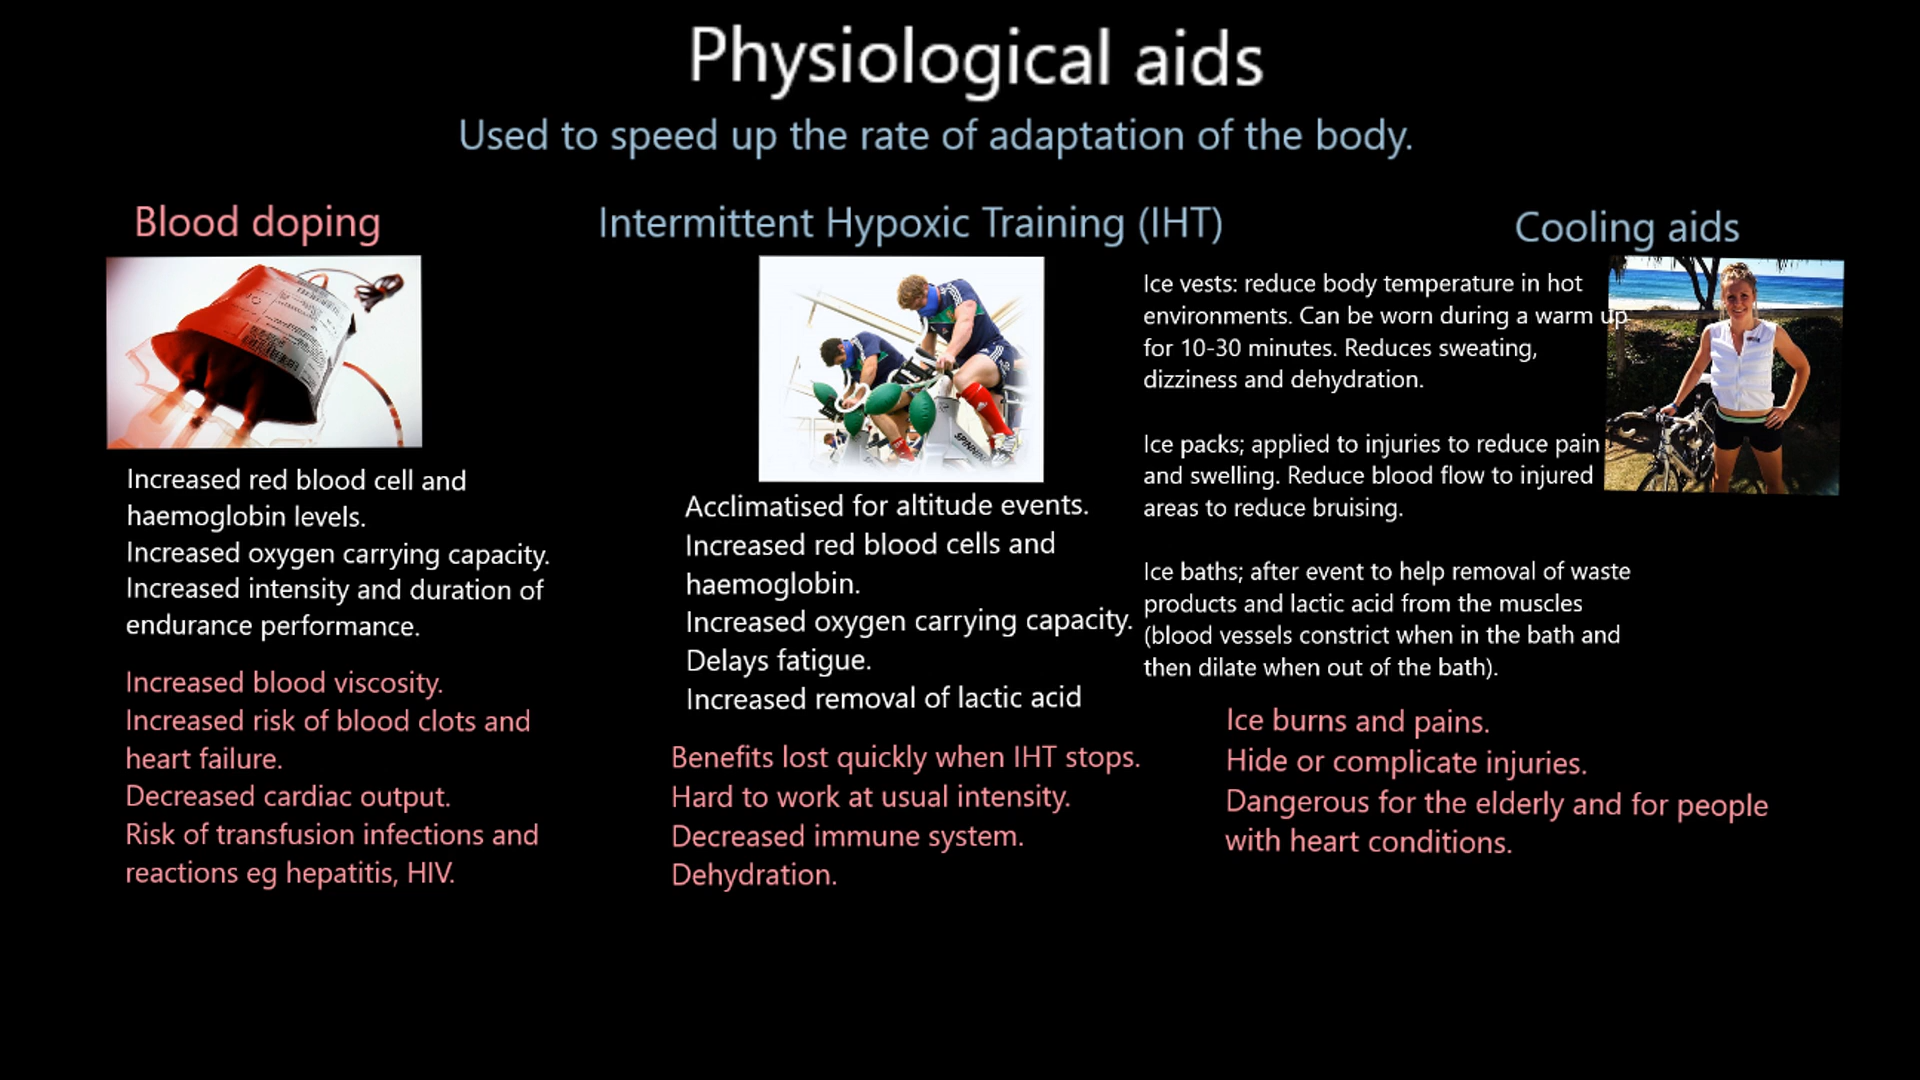 Physiological aids
Used to speed up the rate of adaptation of the body.
Blood doping
Increased red blood cell and
haemoglobin levels.
Increased oxygen carrying capacity.
Increased intensity and duration of
endurance performance.
Increased blood viscosity.
Increased risk of blood clots and
heart failure.
Decreased cardiac output.
Risk of transfusion infections and
reactions eg hepatitis, HIV.
Intermittent Hypoxic Training (IHT)
SPINNING
Acclimatised for altitude events.
Increased red blood cells and
haemoglobin.
Increased oxygen carrying capacity.
Delays fatigue.
Increased removal of lactic acid
Benefits lost quickly when IHT stops.
Hard to work at usual intensity.
Decreased immune system.
Dehydration.
Cooling aids
Ice vests: reduce body temperature in hot
environments. Can be worn during a warm up
for 10-30 minutes. Reduces sweating,
dizziness and dehydration.
Ice packs; applied to injuries to reduce pain
and swelling. Reduce blood flow to injured
areas to reduce bruising.
Ice baths; after event to help removal of waste
products and lactic acid from the muscles
(blood vessels constrict when in the bath and
then dilate when out of the bath).
Ice burns and pains.
Hide or complicate injuries.
Dangerous for the elderly and for people
with heart conditions.